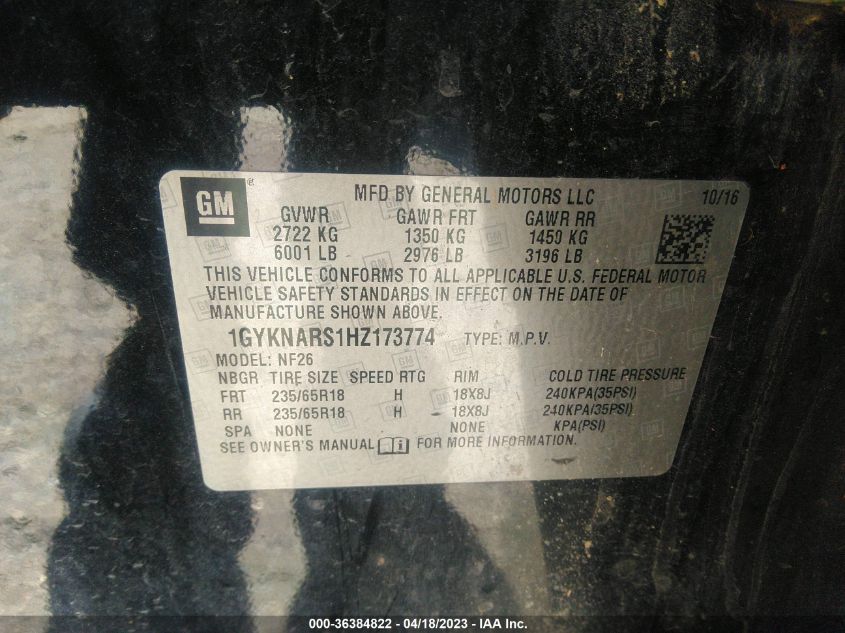 GM ® MFD BY GENERAL MOTORS LLC 10/16
GVWR GAWR FRT GAWR RR
2722 KG 1350 KG 1450 KG
6001 LB 2976 LB 3196 LB
THIS VEHICLE CONFORMS TO ALL APPLICABLE U.S. FEDERAL MOTOR
VEHICLE SAFETY STANDARDS IN EFFECT ON THE DATE OF
MANUFACTURE SHOWN ABOVE.
1GYKNARS1HZ173774 TYPE: M.P.V.
MODEL: NF26
NBGR TIRE SIZE SPEED RTG RIM COLD TIRE PRESSURE
FRT 235/65R18 H 18X8J 240KPA(35PSI)
RR 235/65R18 H 18X8J 240KPA(35PSI)
SPA NONE NONE KPA(PSI)
SEE OWNER'S MANUAL FOR MORE INFORMATION.
000-36384822 - 04/18/2023 - IAA Inc.